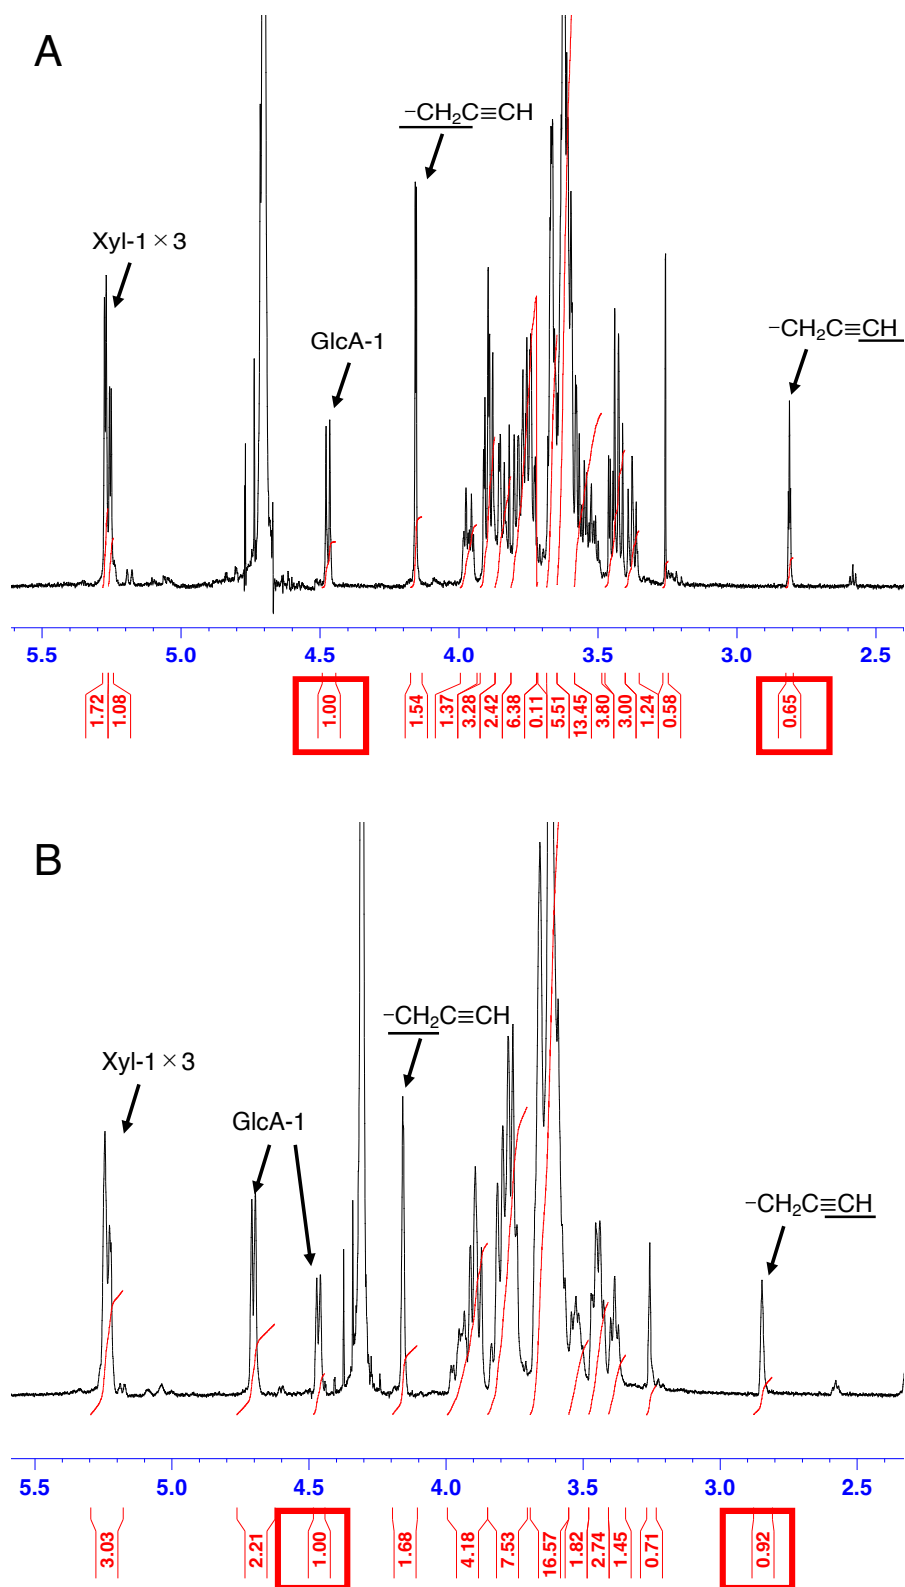 A
−CH₂C≡CH
Xyl-1 × 3
GlcA-1
−CH₂C≡CH
5.5 5.0 4.5 4.0 3.5 3.0 2.5
1.72 1.08 1.00 1.54 1.37 3.28 2.42 6.38 0.11 5.51 13.45 3.80 3.00 1.24 0.58 0.65
B
−CH₂C≡CH
Xyl-1 × 3
GlcA-1
−CH₂C≡CH
5.5 5.0 4.5 4.0 3.5 3.0 2.5
3.03 2.21 1.00 1.68 4.18 7.53 16.57 1.82 2.74 1.45 0.71 0.92